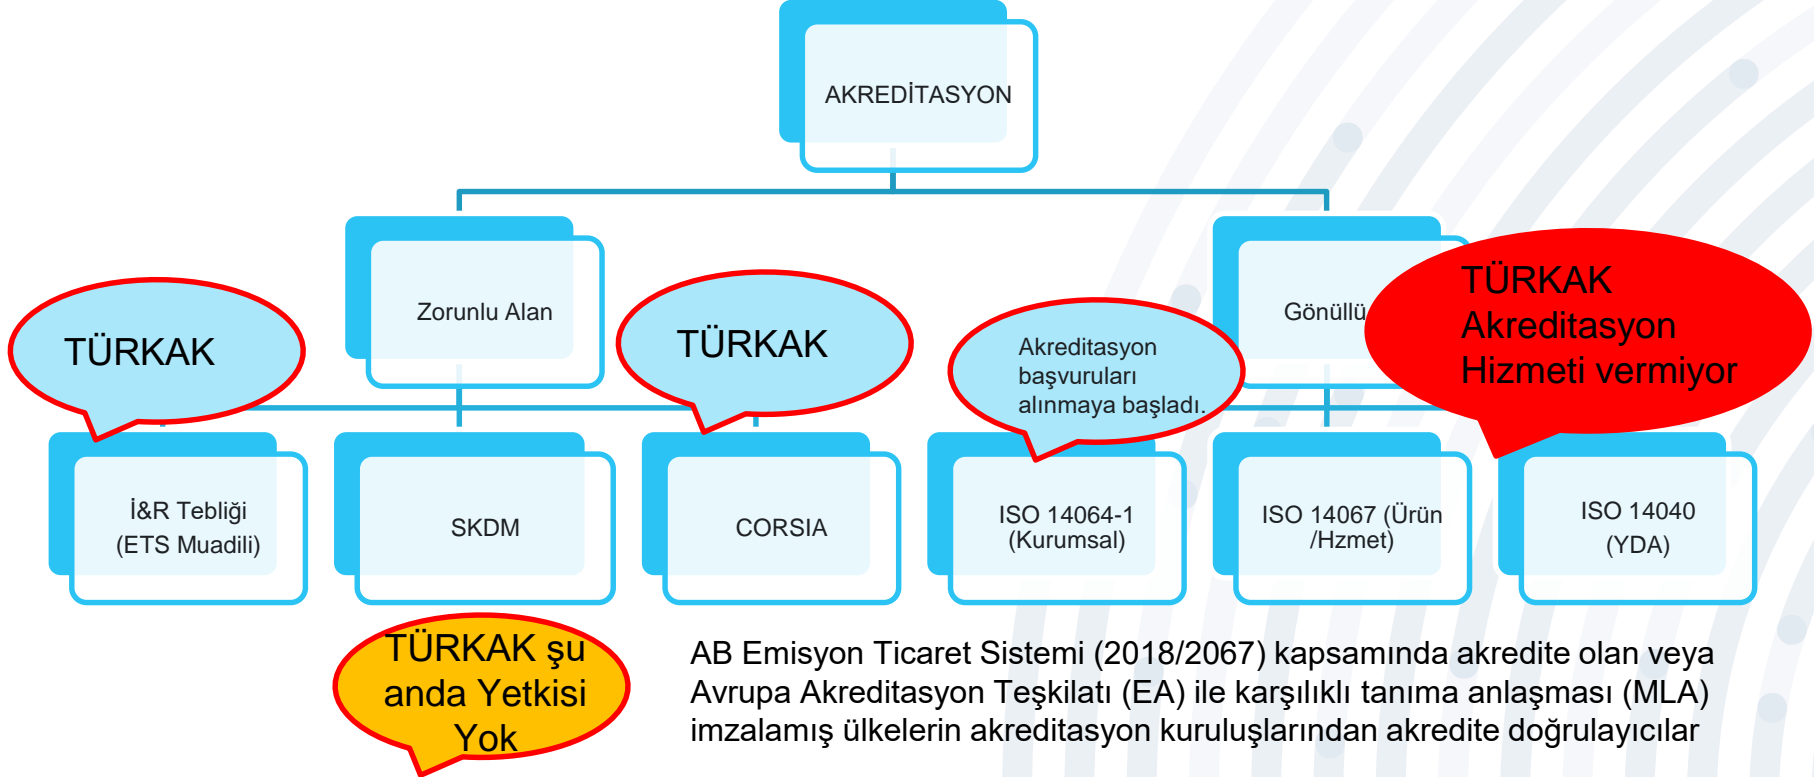 AKREDİTASYON
Zorunlu Alan
Gönüllü
TÜRKAK
TÜRKAK
Akreditasyon
başvuruları
alınmaya başladı.
TÜRKAK
Akreditasyon
Hizmeti vermiyor
İ&R Tebliği
(ETS Muadili)
SKDM
CORSIA
ISO 14064-1
(Kurumsal)
ISO 14067 (Ürün
/Hzmet)
ISO 14040
(YDA)
TÜRKAK şu
anda Yetkisi
Yok
AB Emisyon Ticaret Sistemi (2018/2067) kapsamında akredite olan veya
Avrupa Akreditasyon Teşkilatı (EA) ile karşılıklı tanıma anlaşması (MLA)
imzalamış ülkelerin akreditasyon kuruluşlarından akredite doğrulayıcılar